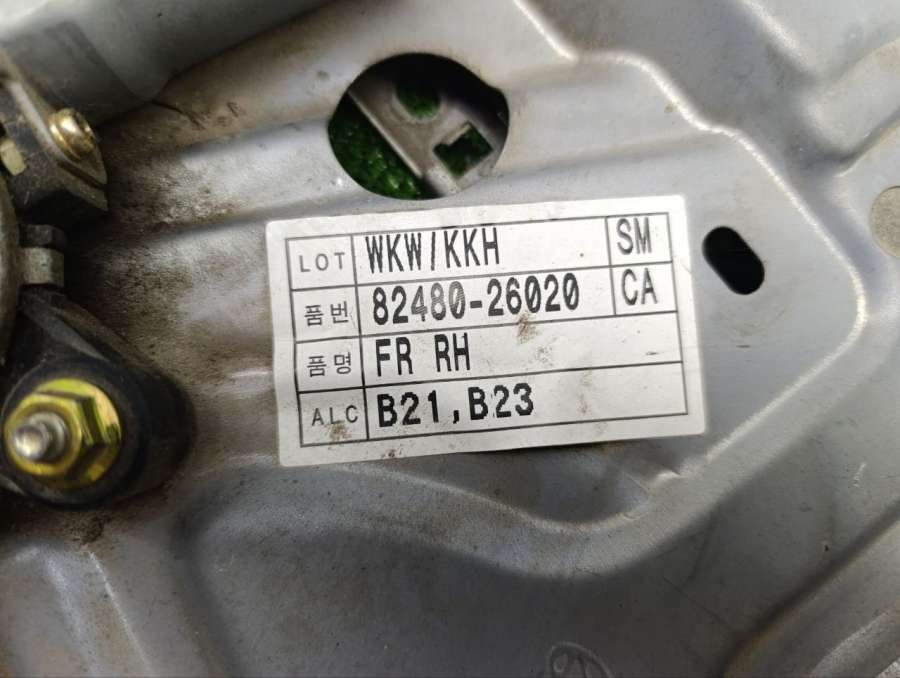 LOT WKW/KKH SM
품번 82480-26020 CA
품명 FR RH
ALC B21,B23